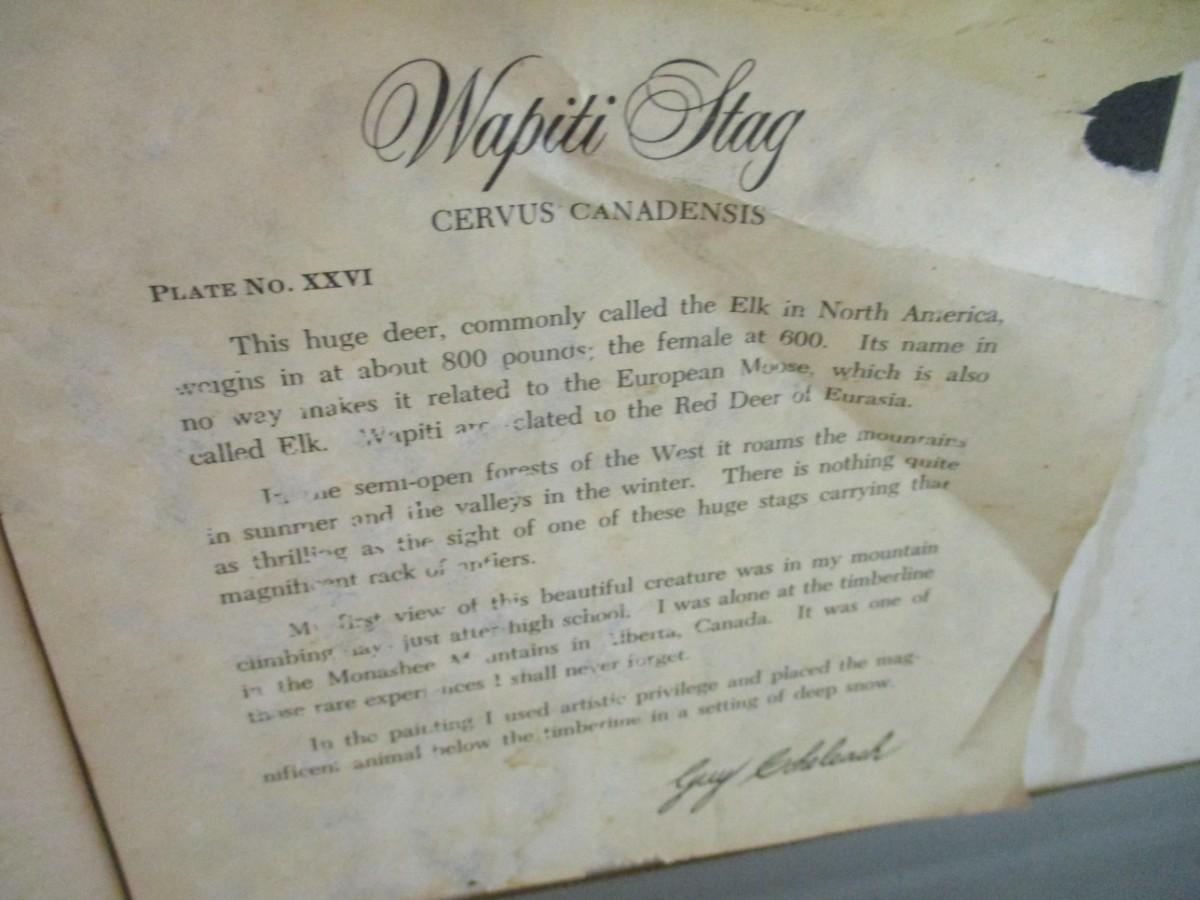 Wapiti Stag
CERVUS CANADENSIS
PLATE NO. XXVI
This huge deer, commonly called the Elk in North America,
weighs in at about 800 pounds; the female at 600. Its name in
no way makes it related to the European Moose, which is also
called Elk. Wapiti are related to the Red Deer of Eurasia.
In the semi-open forests of the West it roams the mountains
in summer and the valleys in the winter. There is nothing quite
as thrilling as the sight of one of these huge stags carrying that
magnificent rack of antlers.
My first view of this beautiful creature was in my mountain
climbing days just after high school. I was alone at the timberline
in the Monashee Mountains in Alberta, Canada. It was one of
those rare experiences I shall never forget.
In the painting I used artistic privilege and placed the mag-
nificent animal below the timberline in a setting of deep snow.
Guy Coheleach